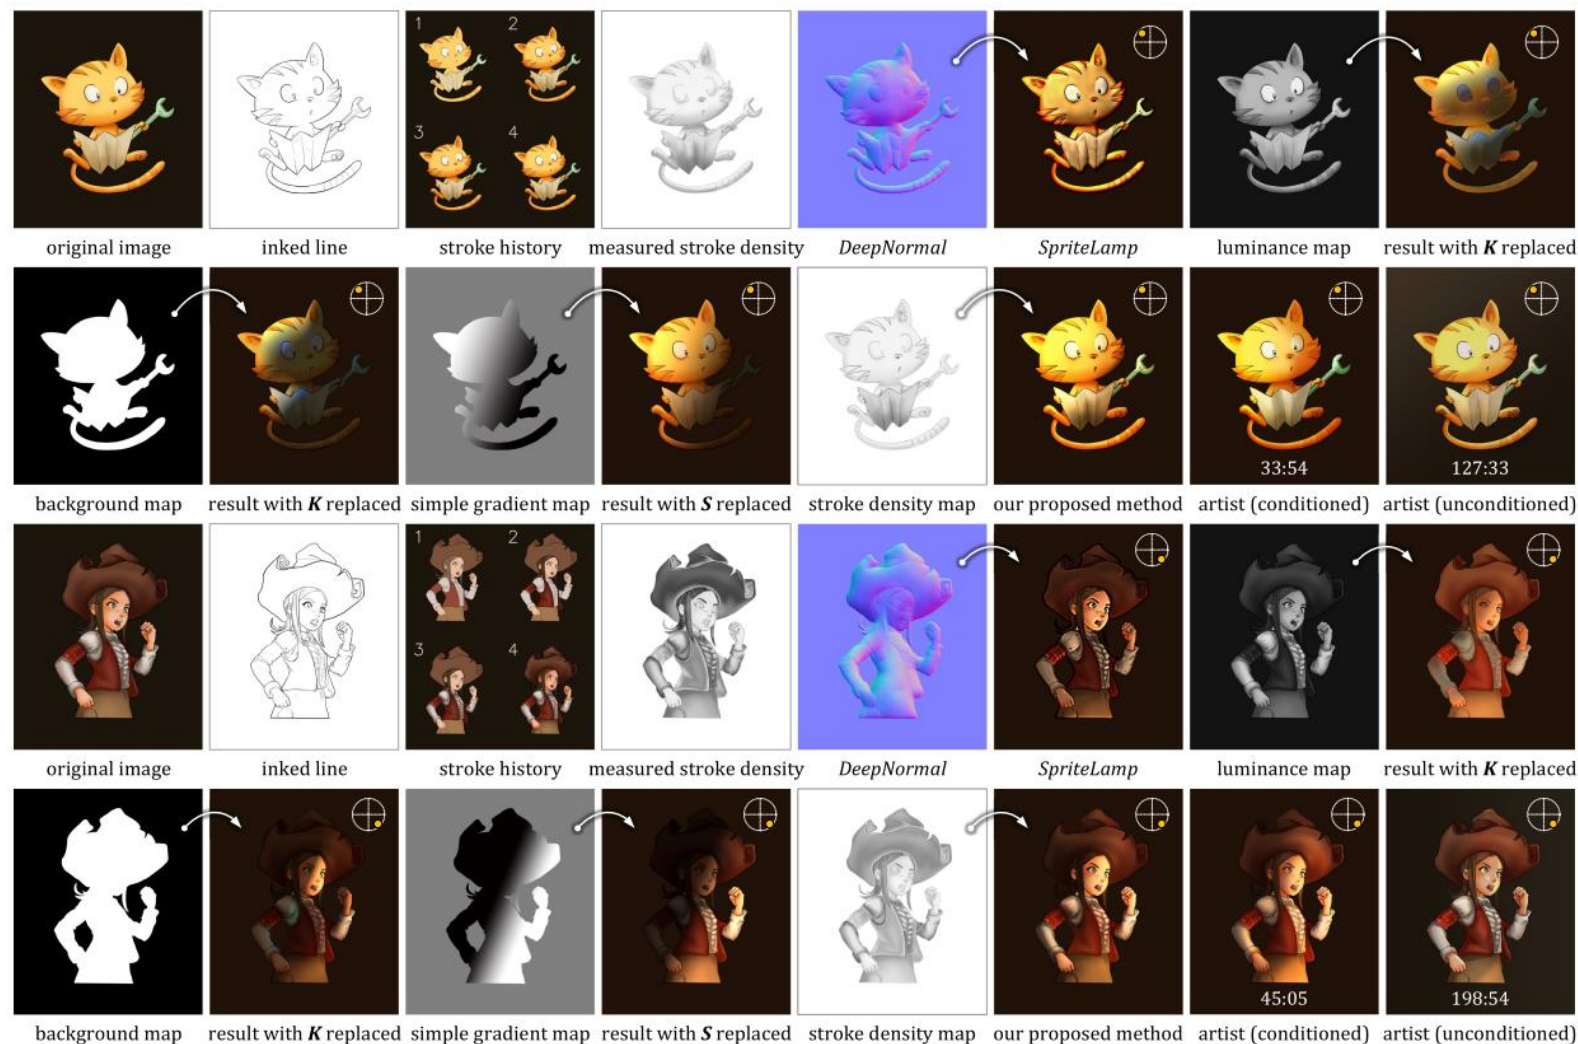 1 2
3 4
original image inked line stroke history measured stroke density DeepNormal SpriteLamp luminance map result with K replaced
33:54 127:33
background map result with K replaced simple gradient map result with S replaced stroke density map our proposed method artist (conditioned) artist (unconditioned)
1 2
3 4
original image inked line stroke history measured stroke density DeepNormal SpriteLamp luminance map result with K replaced
45:05 198:54
background map result with K replaced simple gradient map result with S replaced stroke density map our proposed method artist (conditioned) artist (unconditioned)